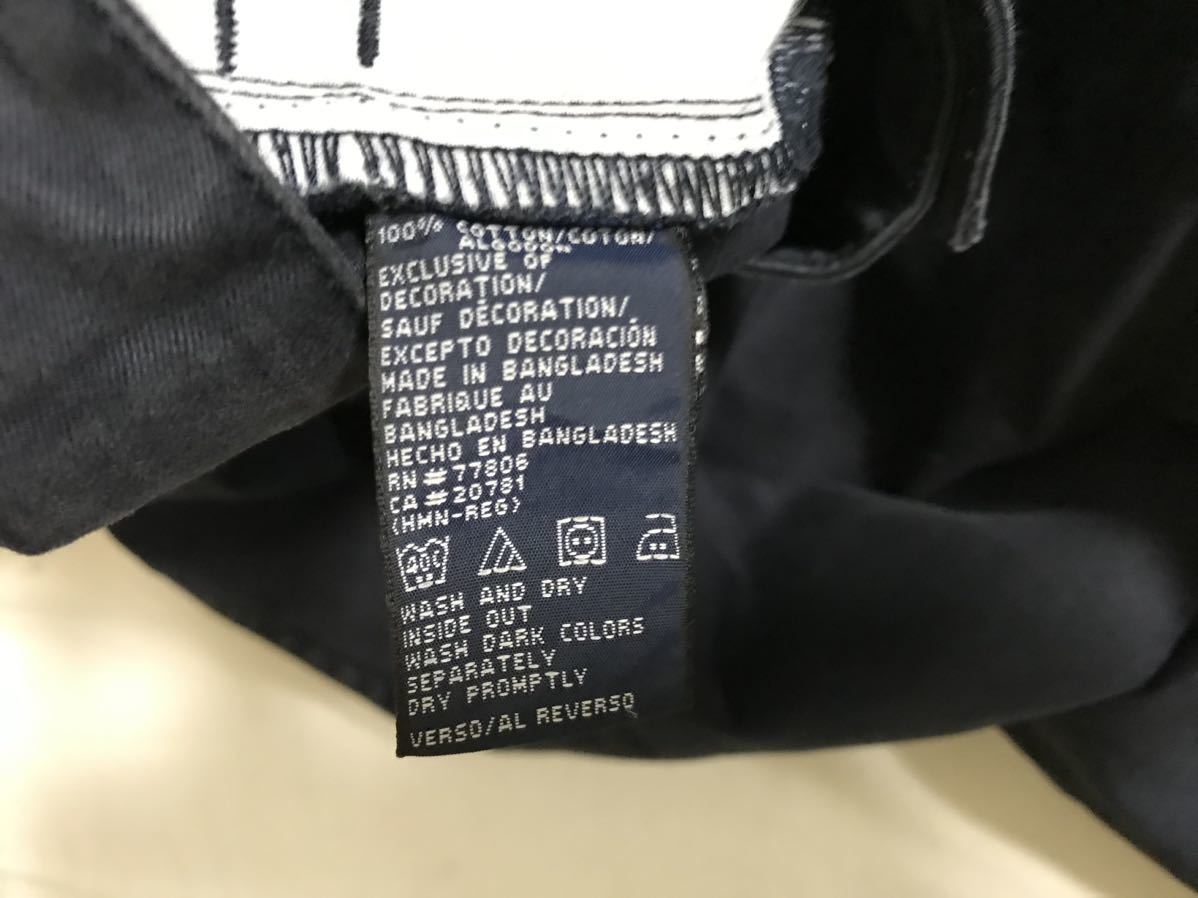 100% COTTON/COTON/
ALGODON
EXCLUSIVE OF
DECORATION/
SAUF DÉCORATION/
EXCEPTO DECORACIÓN
MADE IN BANGLADESH
FABRIQUE AU
BANGLADESH
HECHO EN BANGLADESH
RN#77806
CA#20781
(HMN-REG)
40C
WASH AND DRY
INSIDE OUT
WASH DARK COLORS
SEPARATELY
DRY PROMPTLY
VERSO/AL REVERSO